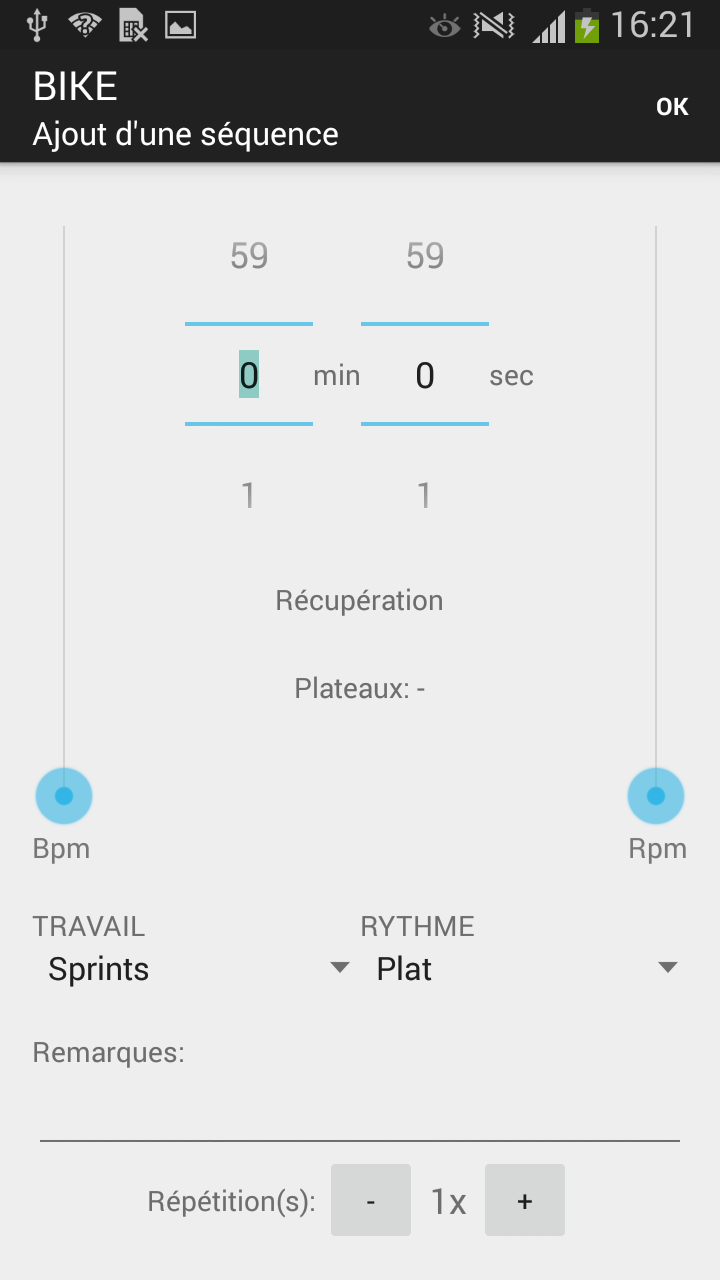 16:21
BIKE
Ajout d'une séquence
OK
59 59
0 min 0 sec
1 1
Récupération
Plateaux: -
Bpm Rpm
TRAVAIL RYTHME
Sprints Plat
Remarques:
Répétition(s): - 1x +